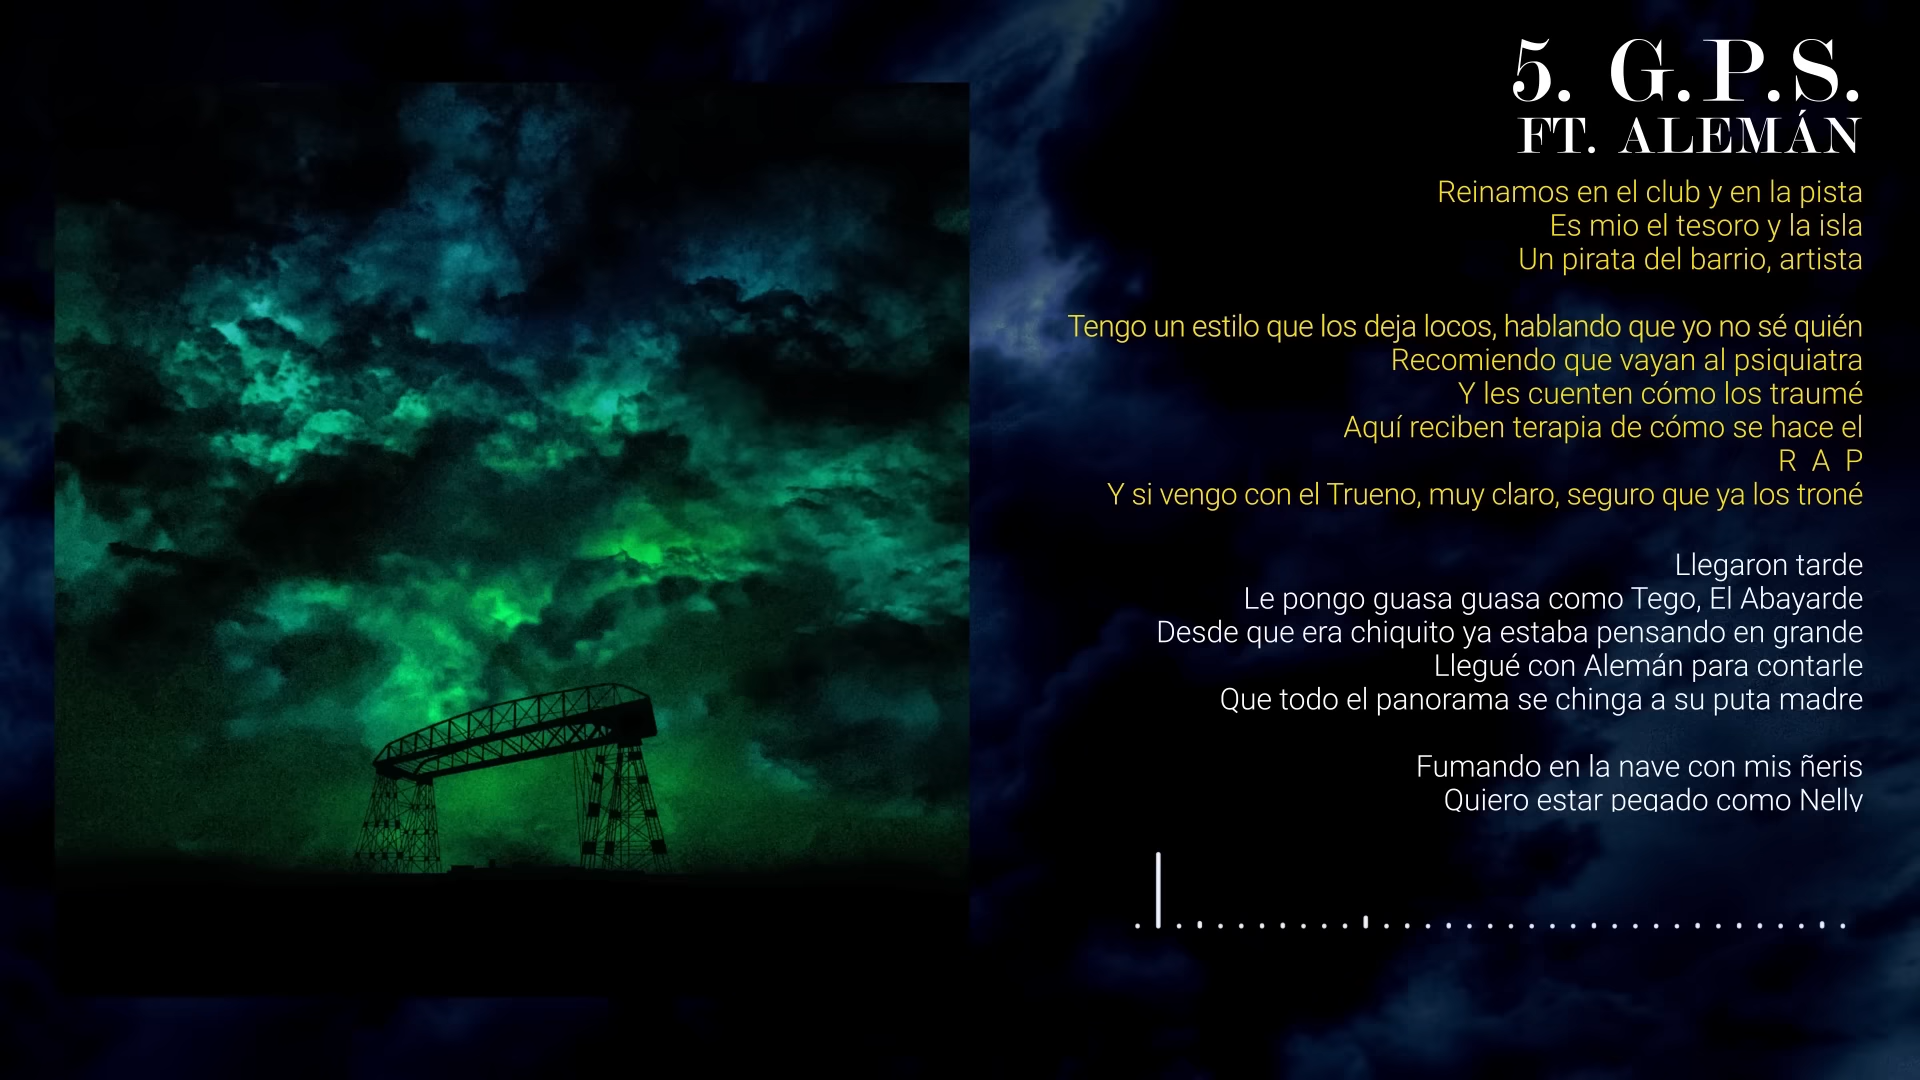 5. G.P.S.
FT. ALEMÁN
Reinamos en el club y en la pista
Es mio el tesoro y la isla
Un pirata del barrio, artista
Tengo un estilo que los deja locos, hablando que yo no sé quién
Recomiendo que vayan al psiquiatra
Y les cuenten cómo los traumé
Aquí reciben terapia de cómo se hace el
R A P
Y si vengo con el Trueno, muy claro, seguro que ya los troné
Llegaron tarde
Le pongo guasa guasa como Tego, El Abayarde
Desde que era chiquito ya estaba pensando en grande
Llegué con Alemán para contarle
Que todo el panorama se chinga a su puta madre
Fumando en la nave con mis ñeris
Quiero estar pegado como Nelly